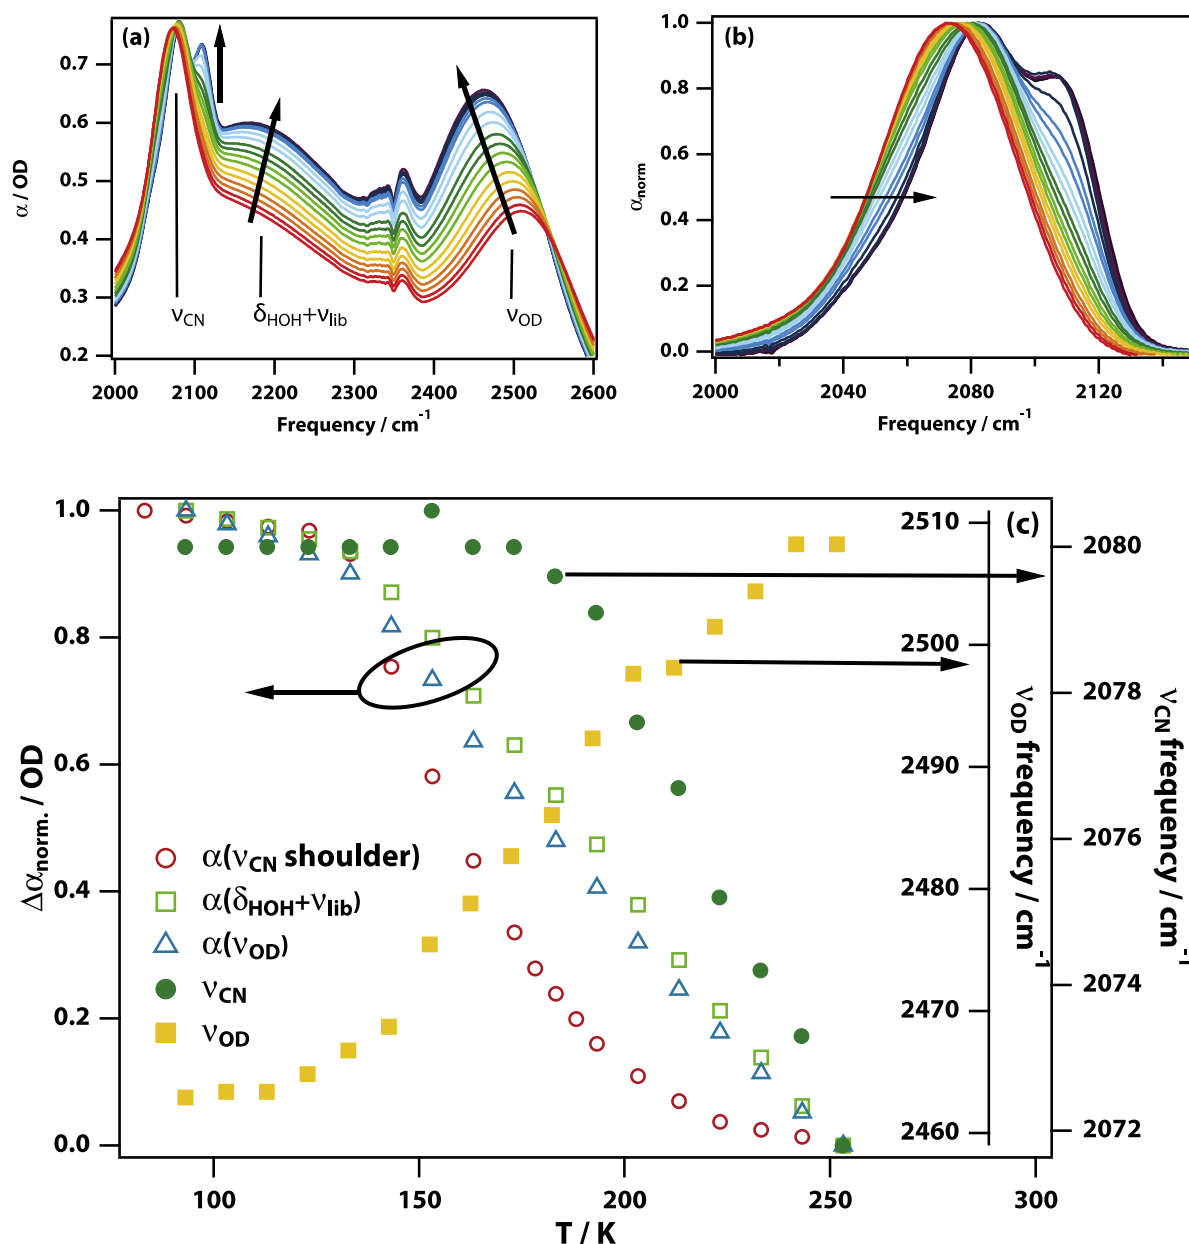 (a)
0.7
0.6
0.5
0.4
0.3
0.2
α / OD
νCN
δHOH+νlib
νOD
2000 2100 2200 2300 2400 2500 2600
Frequency / cm-1
(b)
1.0
0.8
0.6
0.4
0.2
0.0
αnorm
2000 2040 2080 2120
Frequency / cm-1
(c)
1.0
0.8
0.6
0.4
0.2
0.0
Δαnorm. / OD
α(νCN shoulder)
α(δHOH+νlib)
α(νOD)
νCN
νOD
2510
2500
2490
2480
2470
2460
νOD frequency / cm-1
2080
2078
2076
2074
2072
νCN frequency / cm-1
100 150 200 250 300
T / K